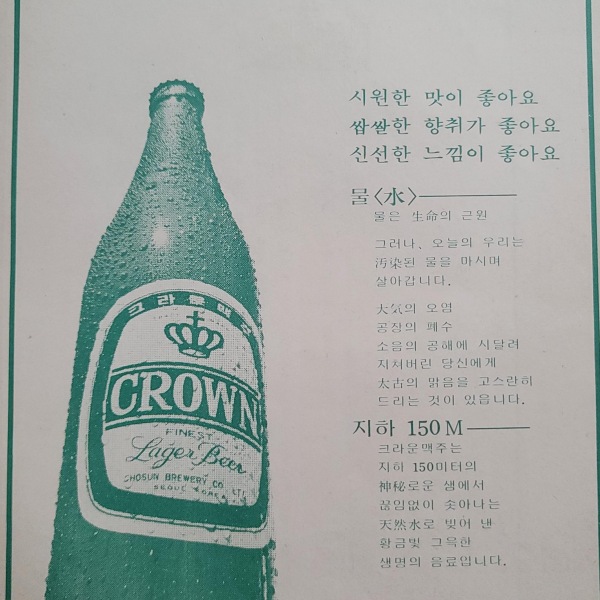 시원한 맛이 좋아요
쌉쌀한 향취가 좋아요
신선한 느낌이 좋아요
물〈水〉
물은 生命의 근원
그러나, 오늘의 우리는
汚染된 물을 마시며
살아갑니다.
大気의 오염
공장의 폐수
소음의 공해에 시달려
지쳐버린 당신에게
太古의 맑음을 고스란히
드리는 것이 있읍니다.
지하 150M
크라운맥주는
지하 150미터의
神秘로운 샘에서
끊임없이 솟아나는
天然水로 빚어 낸
황금빛 그윽한
생명의 음료입니다.
크라운맥주
CROWN
FINEST
Lager Beer
CHOSUN BREWERY CO. LTD.
SEOUL KOREA